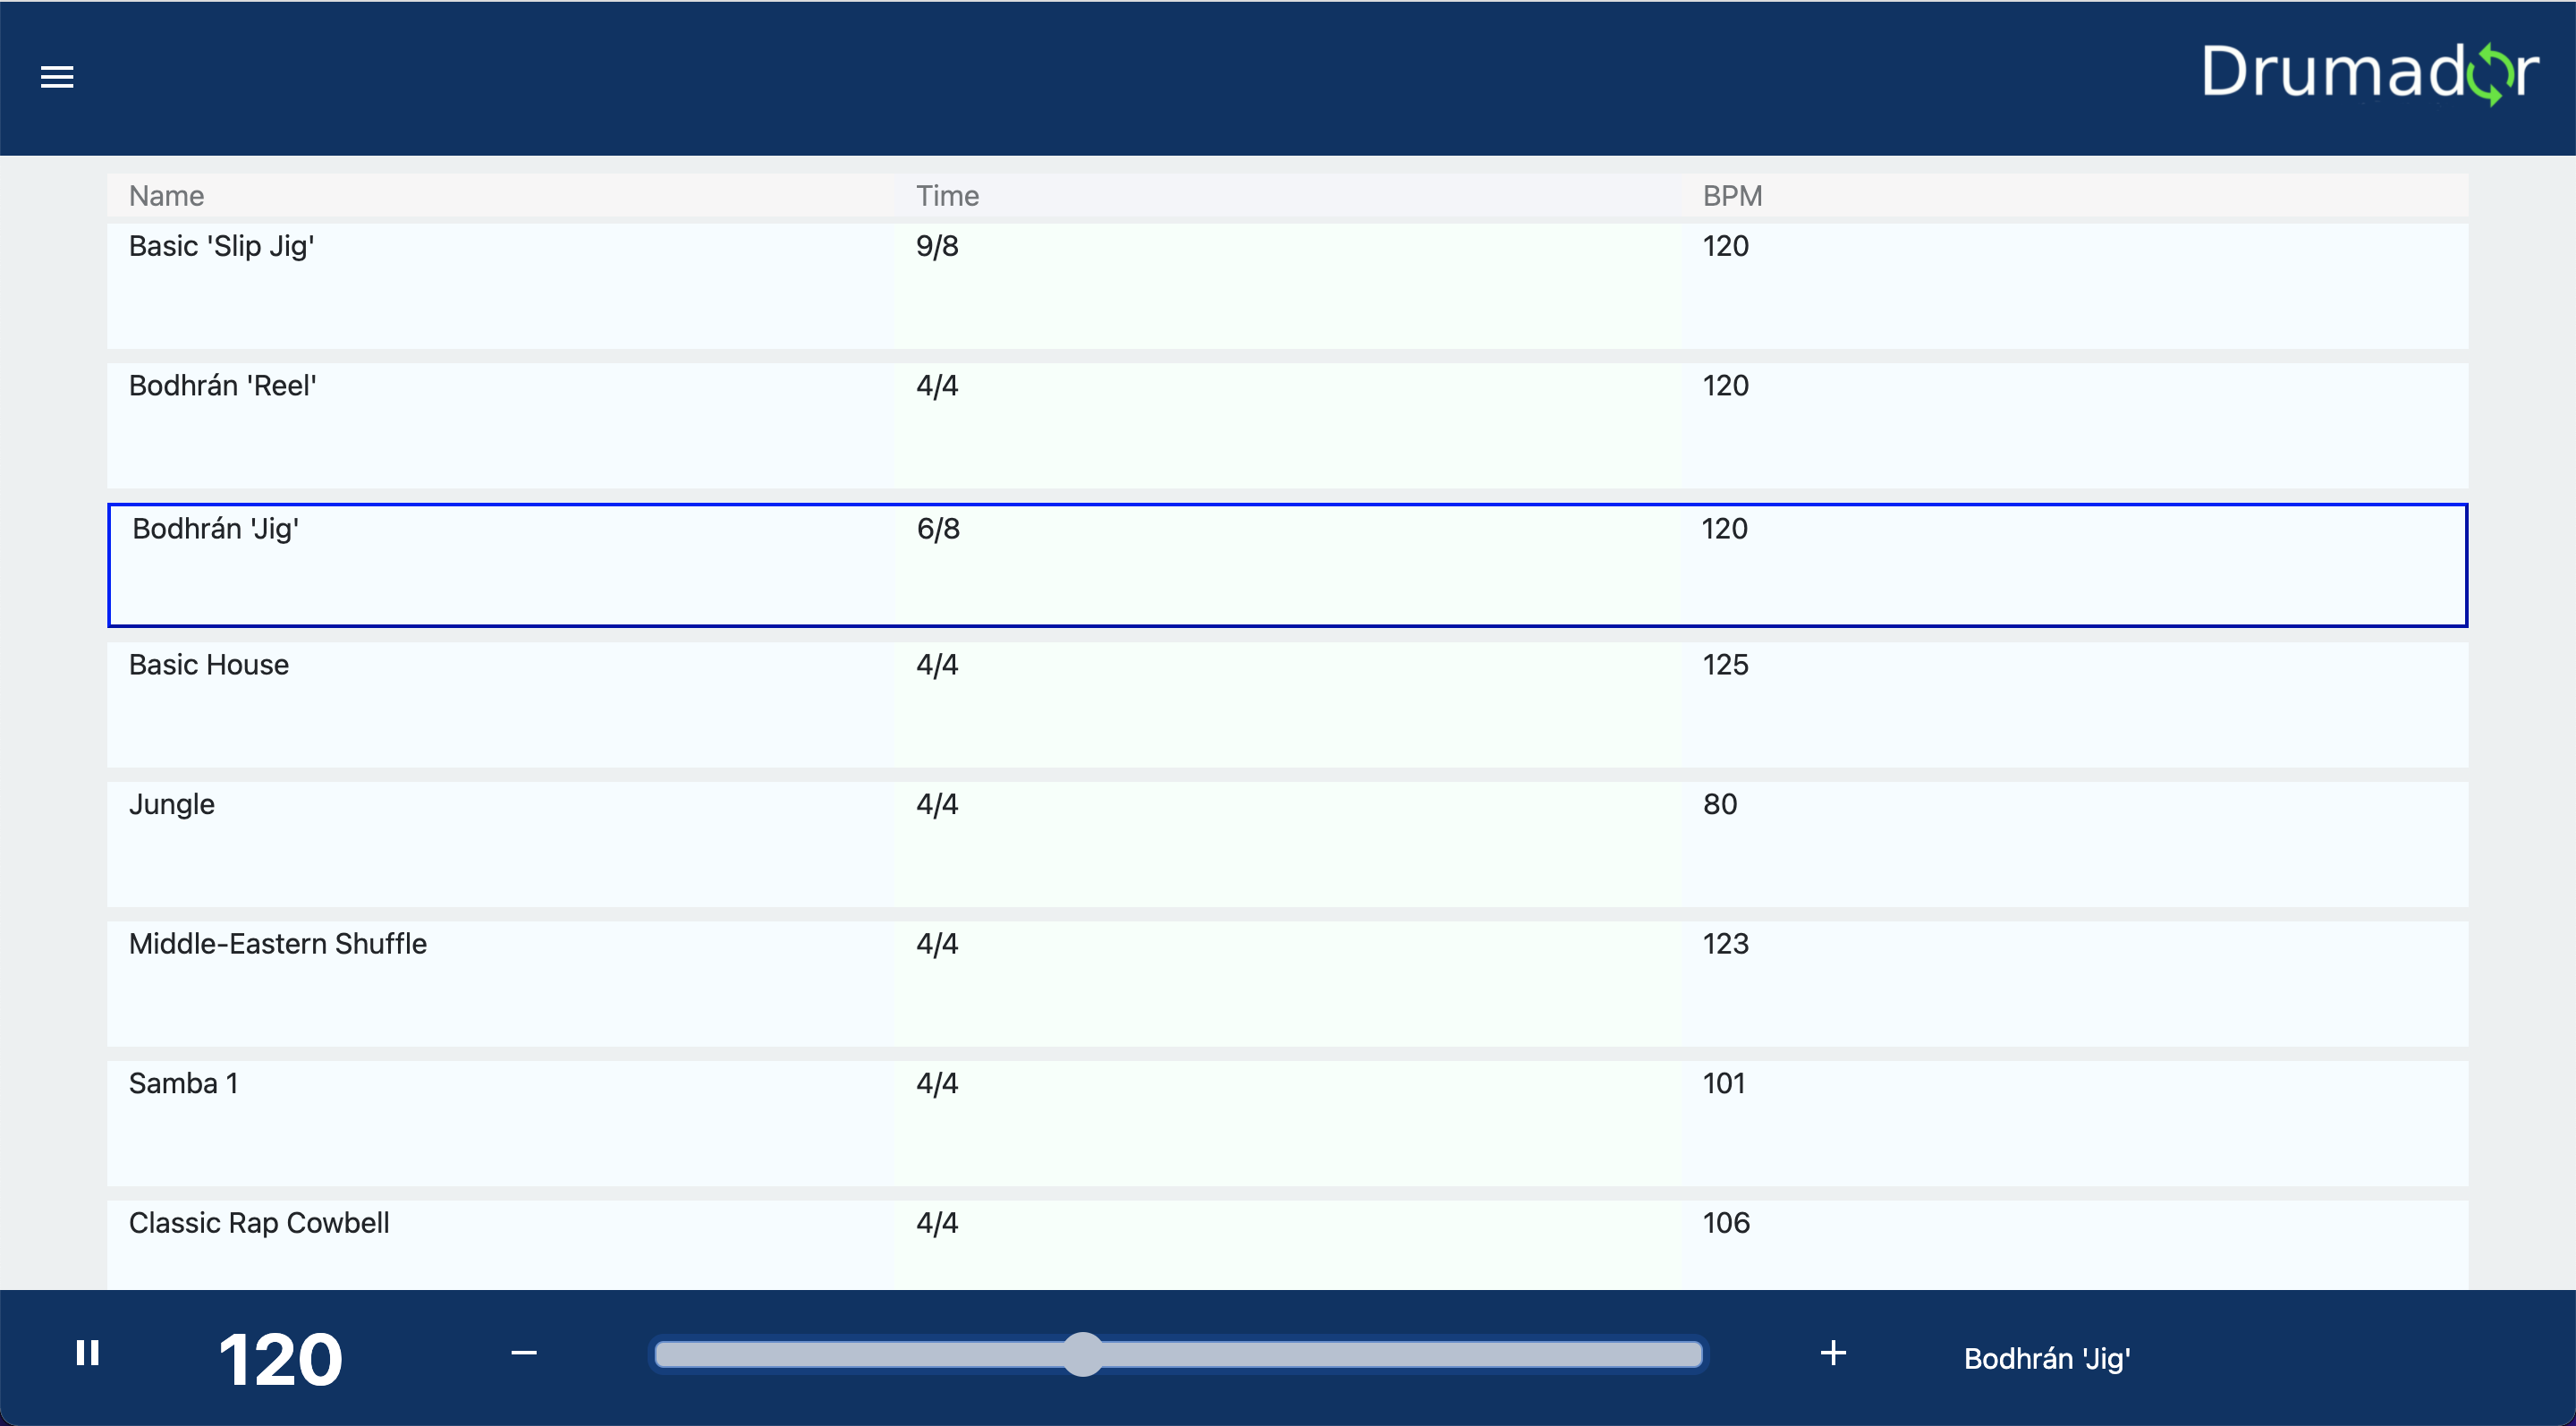 Drumador
Name Time BPM
Basic 'Slip Jig' 9/8 120
Bodhrán 'Reel' 4/4 120
Bodhrán 'Jig' 6/8 120
Basic House 4/4 125
Jungle 4/4 80
Middle-Eastern Shuffle 4/4 123
Samba 1 4/4 101
Classic Rap Cowbell 4/4 106
120 − + Bodhrán 'Jig'